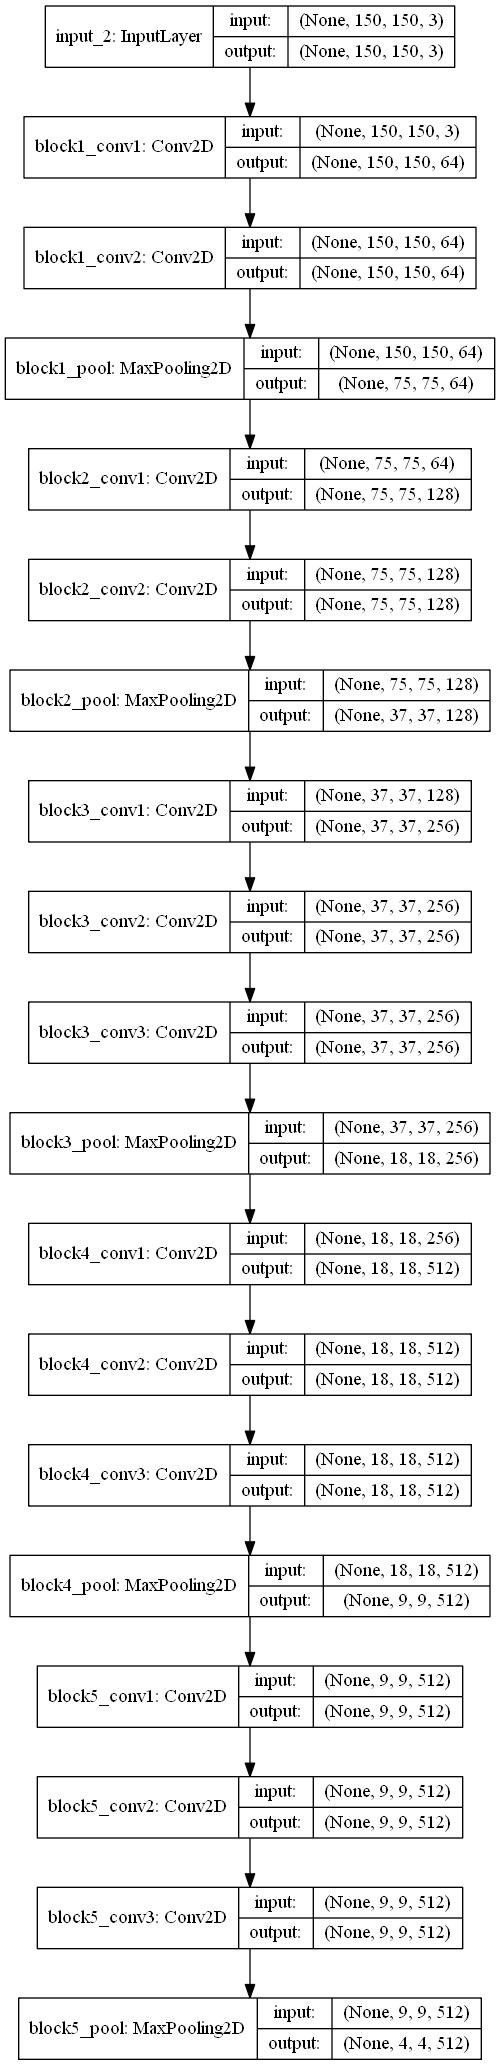 input_2: InputLayer
input: (None, 150, 150, 3)
output: (None, 150, 150, 3)
block1_conv1: Conv2D
input: (None, 150, 150, 3)
output: (None, 150, 150, 64)
block1_conv2: Conv2D
input: (None, 150, 150, 64)
output: (None, 150, 150, 64)
block1_pool: MaxPooling2D
input: (None, 150, 150, 64)
output: (None, 75, 75, 64)
block2_conv1: Conv2D
input: (None, 75, 75, 64)
output: (None, 75, 75, 128)
block2_conv2: Conv2D
input: (None, 75, 75, 128)
output: (None, 75, 75, 128)
block2_pool: MaxPooling2D
input: (None, 75, 75, 128)
output: (None, 37, 37, 128)
block3_conv1: Conv2D
input: (None, 37, 37, 128)
output: (None, 37, 37, 256)
block3_conv2: Conv2D
input: (None, 37, 37, 256)
output: (None, 37, 37, 256)
block3_conv3: Conv2D
input: (None, 37, 37, 256)
output: (None, 37, 37, 256)
block3_pool: MaxPooling2D
input: (None, 37, 37, 256)
output: (None, 18, 18, 256)
block4_conv1: Conv2D
input: (None, 18, 18, 256)
output: (None, 18, 18, 512)
block4_conv2: Conv2D
input: (None, 18, 18, 512)
output: (None, 18, 18, 512)
block4_conv3: Conv2D
input: (None, 18, 18, 512)
output: (None, 18, 18, 512)
block4_pool: MaxPooling2D
input: (None, 18, 18, 512)
output: (None, 9, 9, 512)
block5_conv1: Conv2D
input: (None, 9, 9, 512)
output: (None, 9, 9, 512)
block5_conv2: Conv2D
input: (None, 9, 9, 512)
output: (None, 9, 9, 512)
block5_conv3: Conv2D
input: (None, 9, 9, 512)
output: (None, 9, 9, 512)
block5_pool: MaxPooling2D
input: (None, 9, 9, 512)
output: (None, 4, 4, 512)